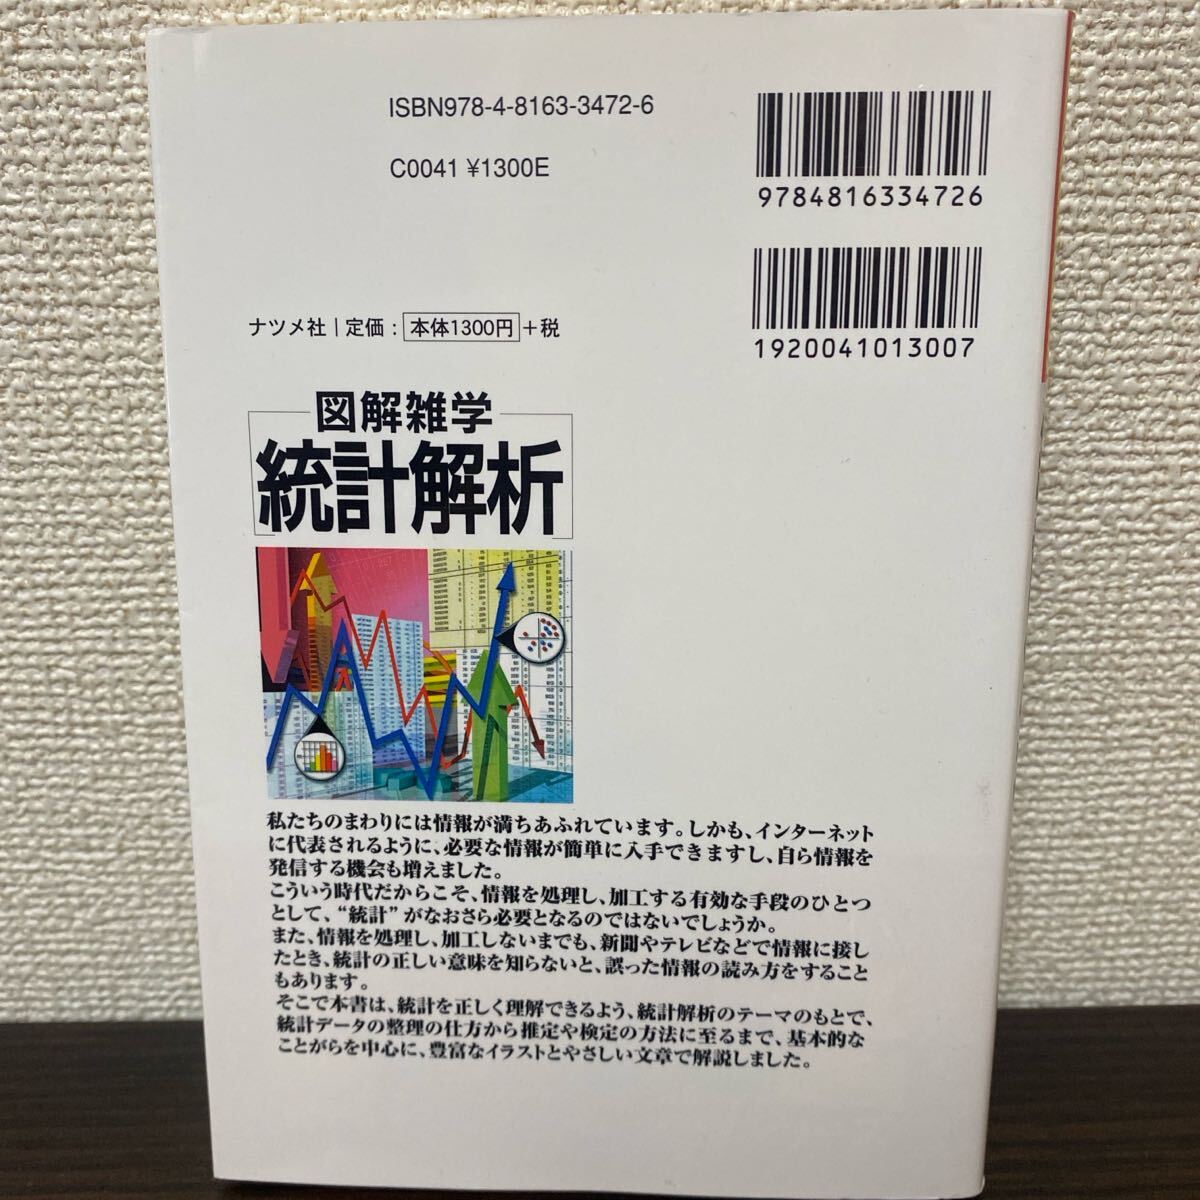 ISBN978-4-8163-3472-6
C0041 ¥1300E
9784816334726
1920041013007
ナツメ社 | 定価 : 本体1300円 +税
図解雑学
統計解析
私たちのまわりには情報が満ちあふれています。しかも、インターネット
に代表されるように、必要な情報が簡単に入手できますし、自ら情報を
発信する機会も増えました。
こういう時代だからこそ、情報を処理し、加工する有効な手段のひとつ
として、“統計”がなおさら必要となるのではないでしょうか。
また、情報を処理し、加工しないまでも、新聞やテレビなどで情報に接し
たとき、統計の正しい意味を知らないと、誤った情報の読み方をすること
もあります。
そこで本書は、統計を正しく理解できるよう、統計解析のテーマのもとで、
統計データの整理の仕方から推定や検定の方法に至るまで、基本的な
ことがらを中心に、豊富なイラストとやさしい文章で解説しました。